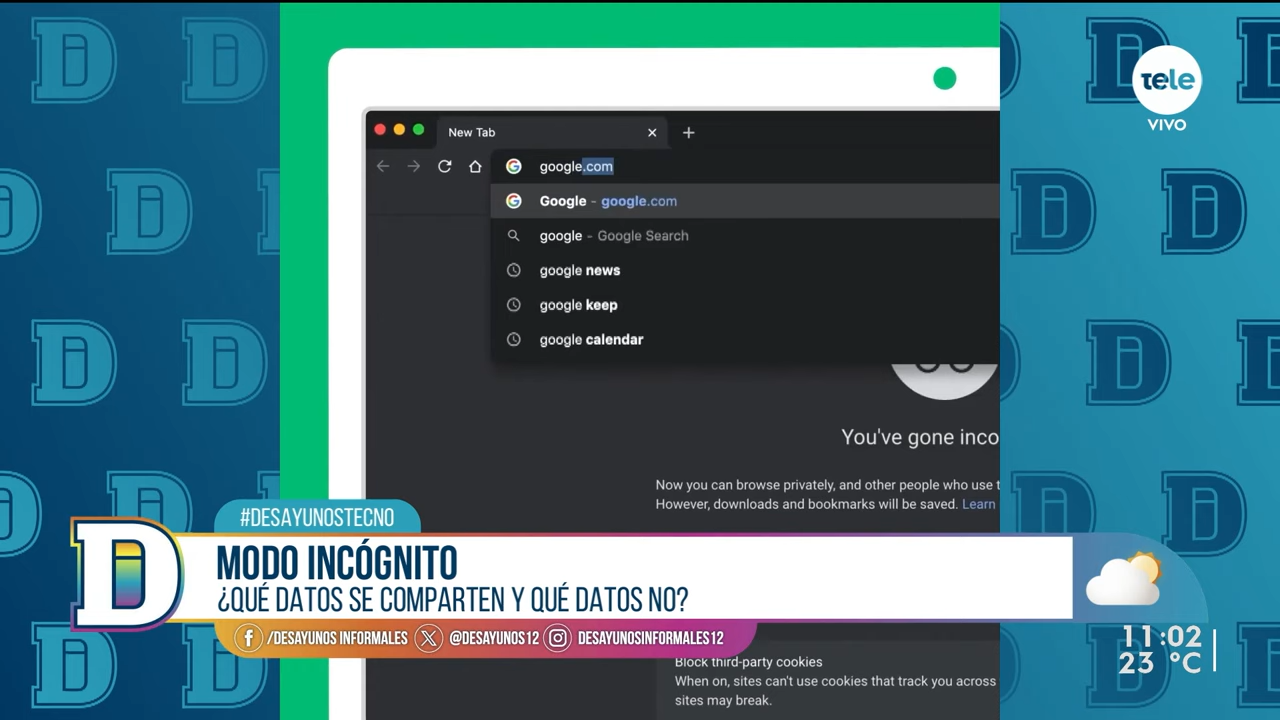 tele
VIVO
New Tab
google.com
Google - google.com
google - Google Search
google news
google keep
google calendar
You've gone inco
Now you can browse privately, and other people who use t
However, downloads and bookmarks will be saved. Learn
#DESAYUNOSTECNO
D
MODO INCÓGNITO
¿QUÉ DATOS SE COMPARTEN Y QUÉ DATOS NO?
/DESAYUNOS INFORMALES @DESAYUNOS12 DESAYUNOSINFORMALES12
11:02
23 °C
Block third-party cookies
When on, sites can't use cookies that track you across
sites may break.